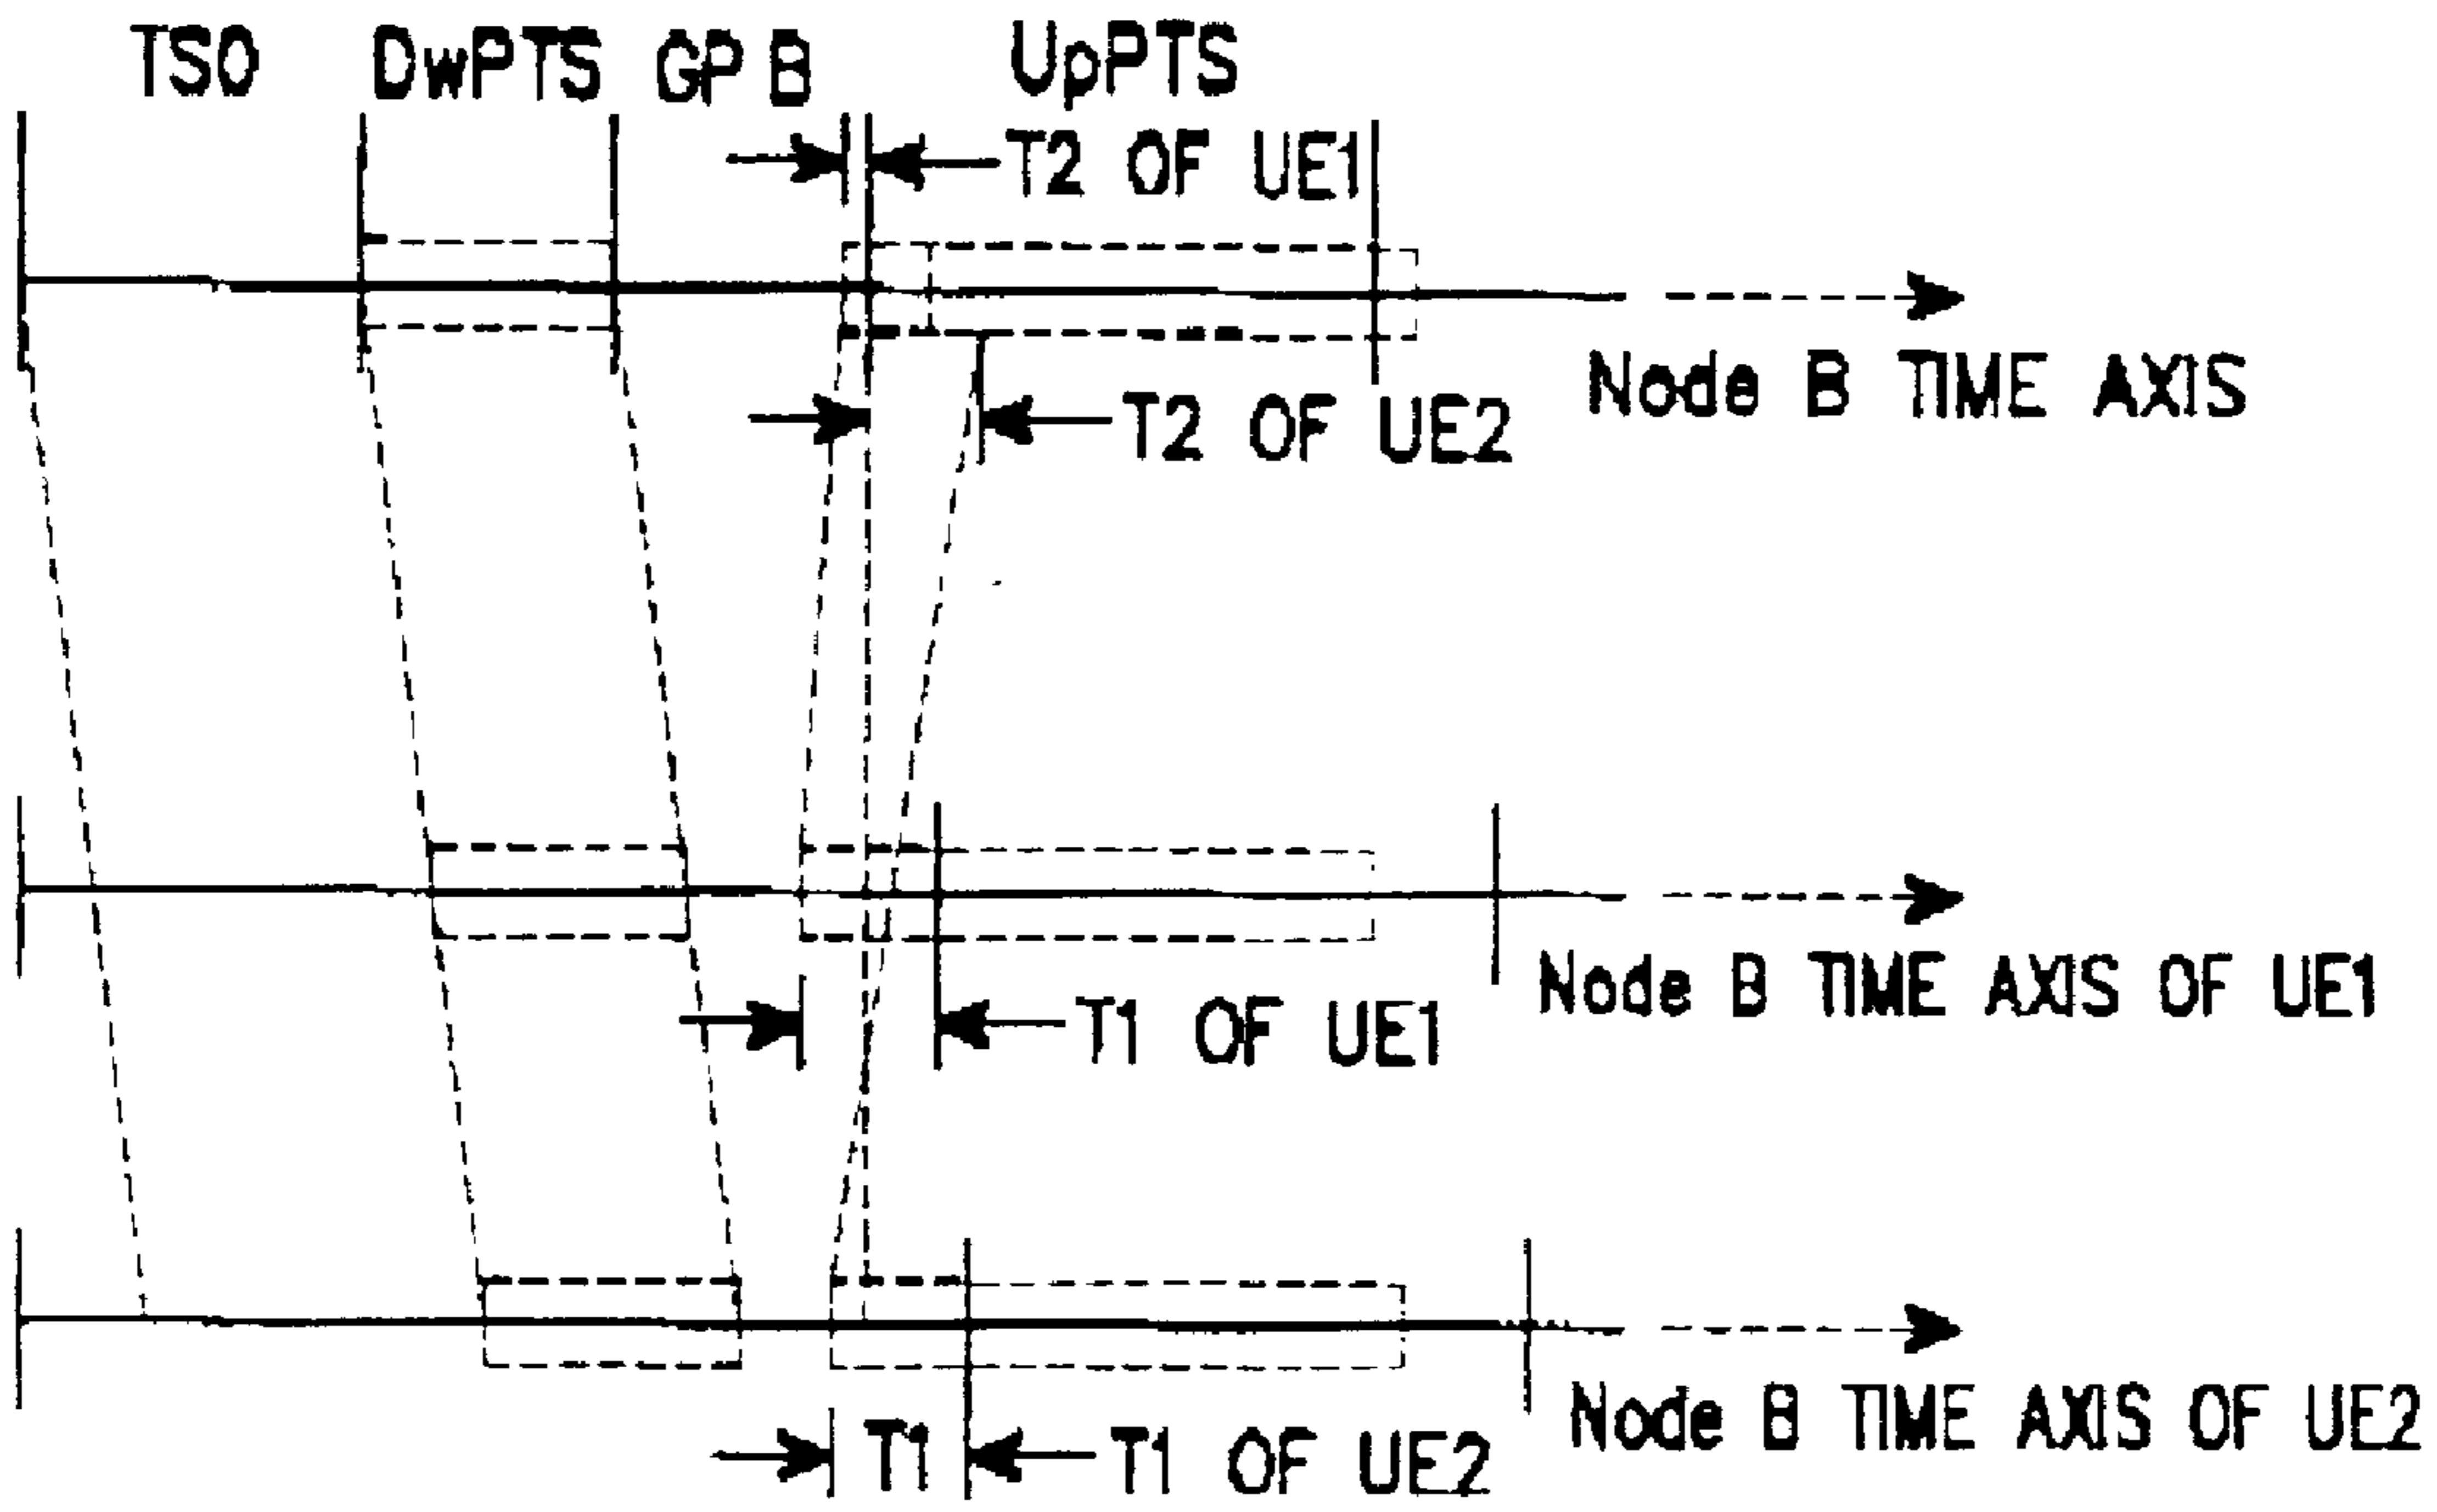 TS0 DwPTS GP B UpPTS
T2 OF UE1
Node B TIME AXIS
T2 OF UE2
Node B TIME AXIS OF UE1
T1 OF UE1
Node B TIME AXIS OF UE2
T1 T1 OF UE2